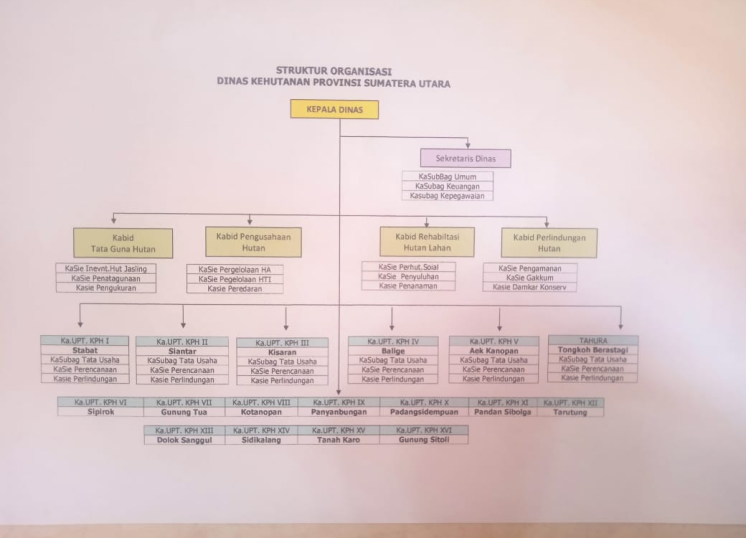 STRUKTUR ORGANISASI
DINAS KEHUTANAN PROVINSI SUMATERA UTARA
KEPALA DINAS
Sekretaris Dinas
KaSubBag Umum
KaSubag Keuangan
Kasubag Kepegawaian
Kabid
Tata Guna Hutan
KaSie Inevnt.Hut Jasling
KaSie Penatagunaan
Kasie Pengukuran
Kabid Pengusahaan
Hutan
KaSie Pergelolaan HA
KaSie Pegelolaan HTI
Kasie Peredaran
Kabid Rehabiltasi
Hutan Lahan
KaSie Perhut.Soial
KaSie Penyuluhan
Kasie Penanaman
Kabid Perlindungan
Hutan
KaSie Pengamanan
KaSie Gakkum
Kasie Damkar Konserv
Ka.UPT. KPH I
Stabat
KaSubag Tata Usaha
KaSie Perencanaan
Kasie Perlindungan
Ka.UPT. KPH II
Siantar
KaSubag Tata Usaha
KaSie Perencanaan
Kasie Perlindungan
Ka.UPT. KPH III
Kisaran
KaSubag Tata Usaha
KaSie Perencanaan
Kasie Perlindungan
Ka.UPT. KPH IV
Balige
KaSubag Tata Usaha
KaSie Perencanaan
Kasie Perlindungan
Ka.UPT. KPH V
Aek Kanopan
KaSubag Tata Usaha
KaSie Perencanaan
Kasie Perlindungan
TAHURA
Tongkoh Berastagi
KaSubag Tata Usaha
KaSie Perencanaan
Kasie Perlindungan
Ka.UPT. KPH VI
Sipirok
Ka.UPT. KPH VII
Gunung Tua
Ka.UPT. KPH VIII
Kotanopan
Ka.UPT. KPH IX
Panyanbungan
Ka.UPT. KPH X
Padangsidempuan
Ka.UPT. KPH XI
Pandan Sibolga
Ka.UPT. KPH XII
Tarutung
Ka.UPT. KPH XIII
Dolok Sanggul
Ka.UPT. KPH XIV
Sidikalang
Ka.UPT. KPH XV
Tanah Karo
Ka.UPT. KPH XVI
Gunung Sitoli